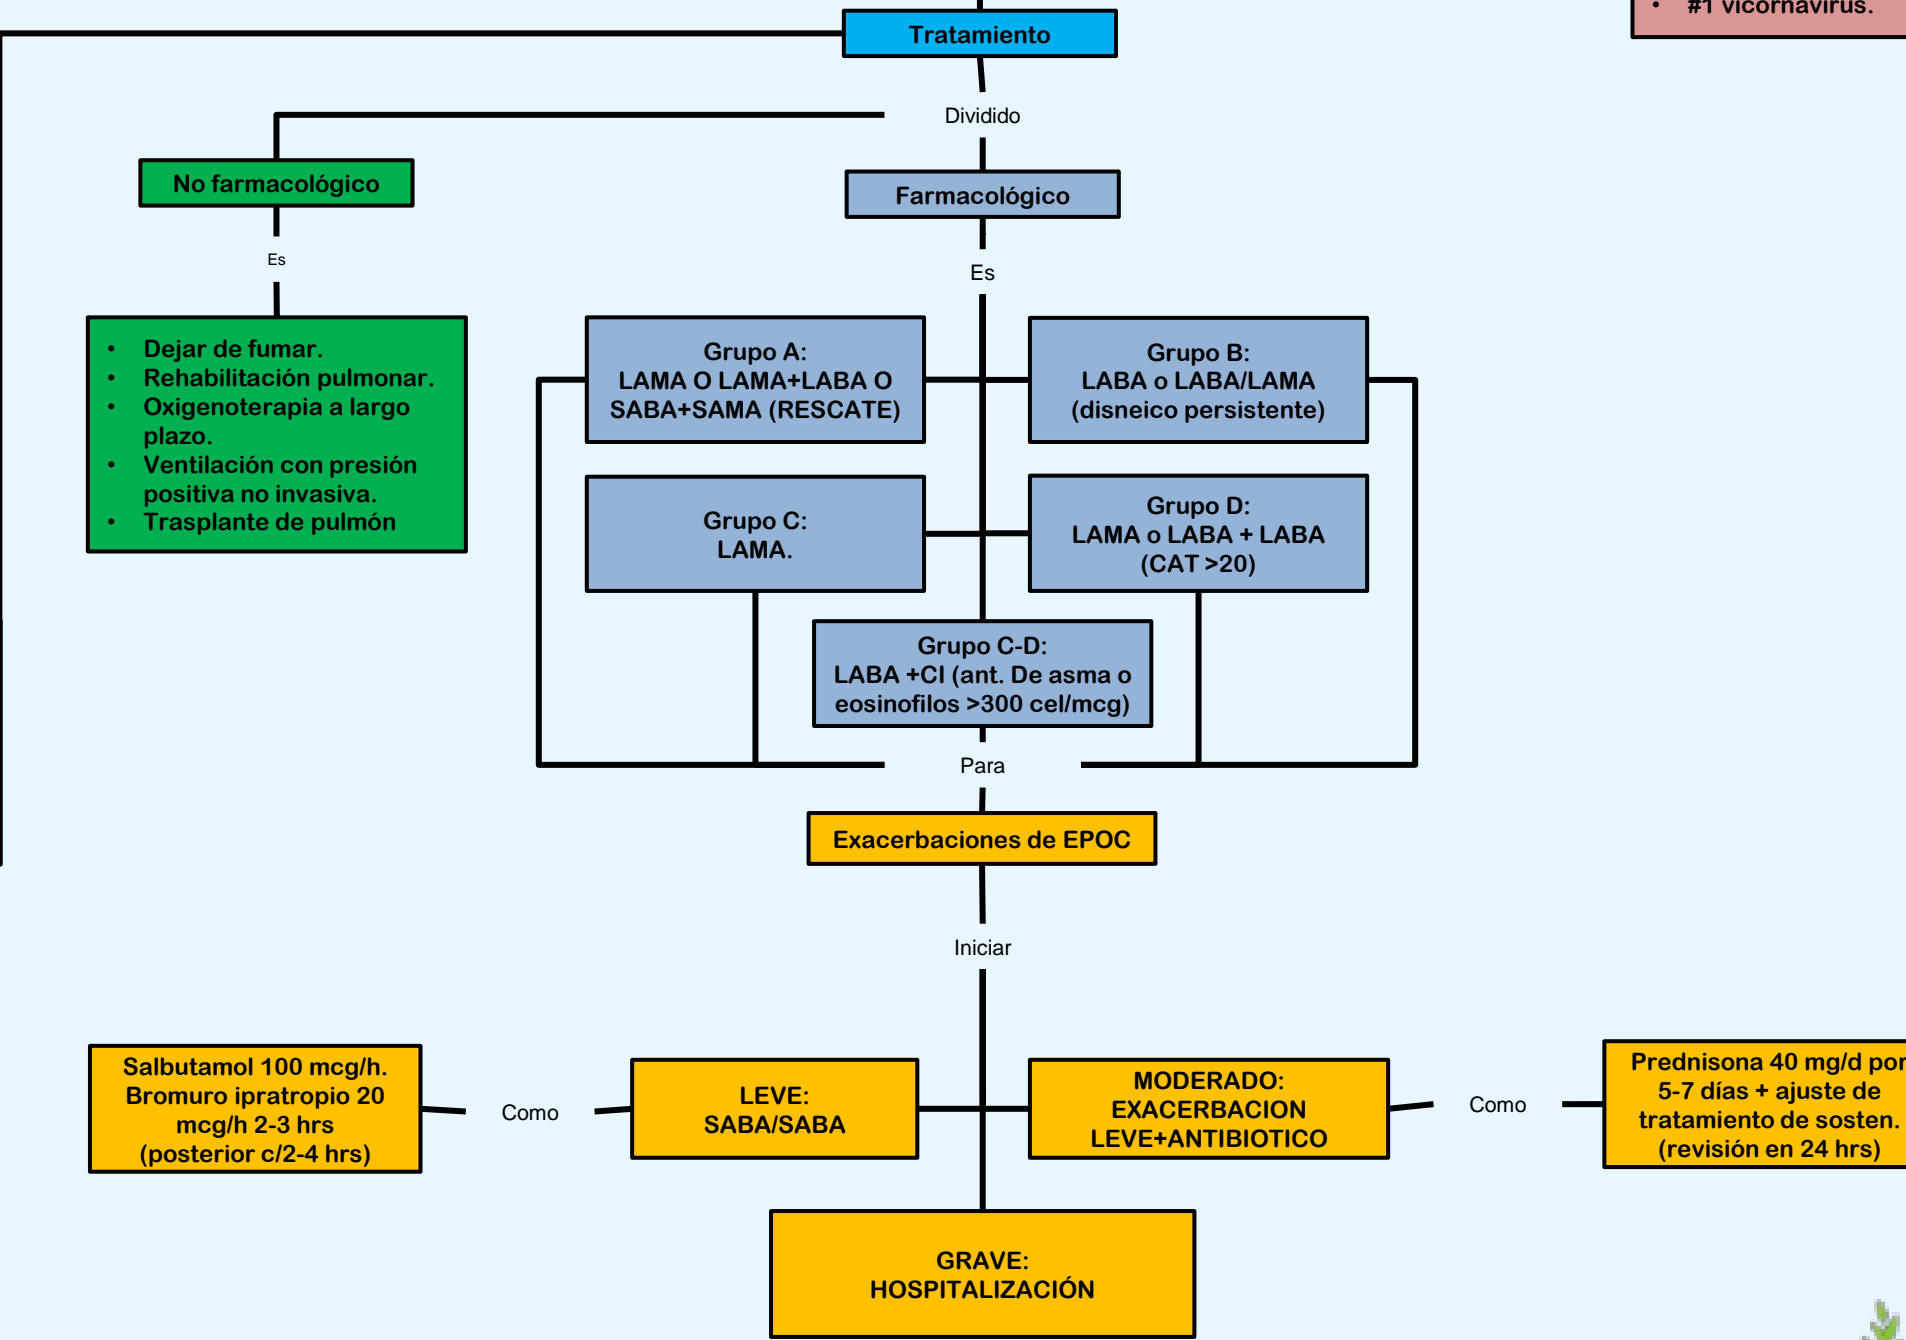 #1 vicornavirus.
Tratamiento
Dividido
No farmacológico
Farmacológico
Es
Es
Dejar de fumar.
Rehabilitación pulmonar.
Oxigenoterapia a largo
plazo.
Ventilación con presión
positiva no invasiva.
Trasplante de pulmón
Grupo A:
LAMA O LAMA+LABA O
SABA+SAMA (RESCATE)
Grupo B:
LABA o LABA/LAMA
(disneico persistente)
Grupo C:
LAMA.
Grupo D:
LAMA o LABA + LABA
(CAT >20)
Grupo C-D:
LABA +CI (ant. De asma o
eosinofilos >300 cel/mcg)
Para
Exacerbaciones de EPOC
Iniciar
Salbutamol 100 mcg/h.
Bromuro ipratropio 20
mcg/h 2-3 hrs
(posterior c/2-4 hrs)
Como
LEVE:
SABA/SABA
MODERADO:
EXACERBACION
LEVE+ANTIBIOTICO
Como
Prednisona 40 mg/d por
5-7 días + ajuste de
tratamiento de sosten.
(revisión en 24 hrs)
GRAVE:
HOSPITALIZACIÓN